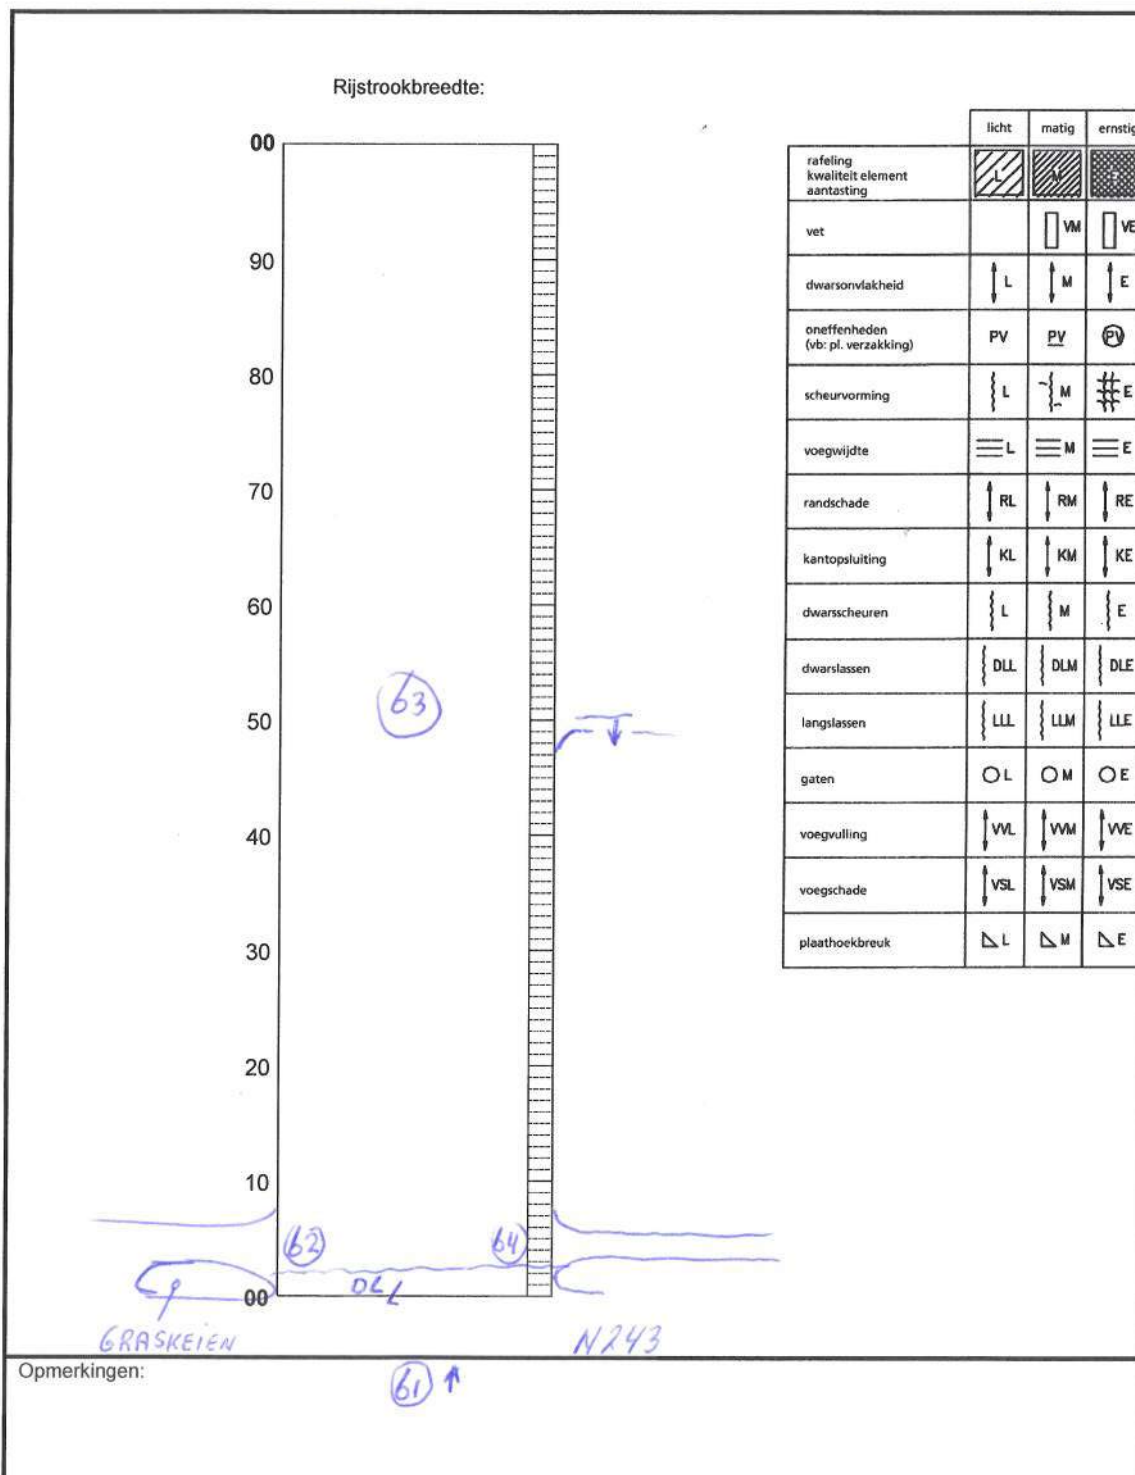 Rijstrookbreedte:
00
90
80
70
60
50
40
30
20
10
00
63
62
64
DLL
GRASKEIEN
N243
licht matig ernstig
rafeling
kwaliteit element
aantasting
L M E
vet
VM VE
dwarsonvlakheid L M E
oneffenheden
(vb: pl. verzakking)
PV PV PV
scheurvorming L M E
voegwijdte L M E
randschade RL RM RE
kantopsluiting KL KM KE
dwarsscheuren L M E
dwarslassen DLL DLM DLE
langslassen LLL LLM LLE
gaten L M E
voegvulling VVL VVM VVE
voegschade VSL VSM VSE
plaathoekbreuk L M E
Opmerkingen:
61